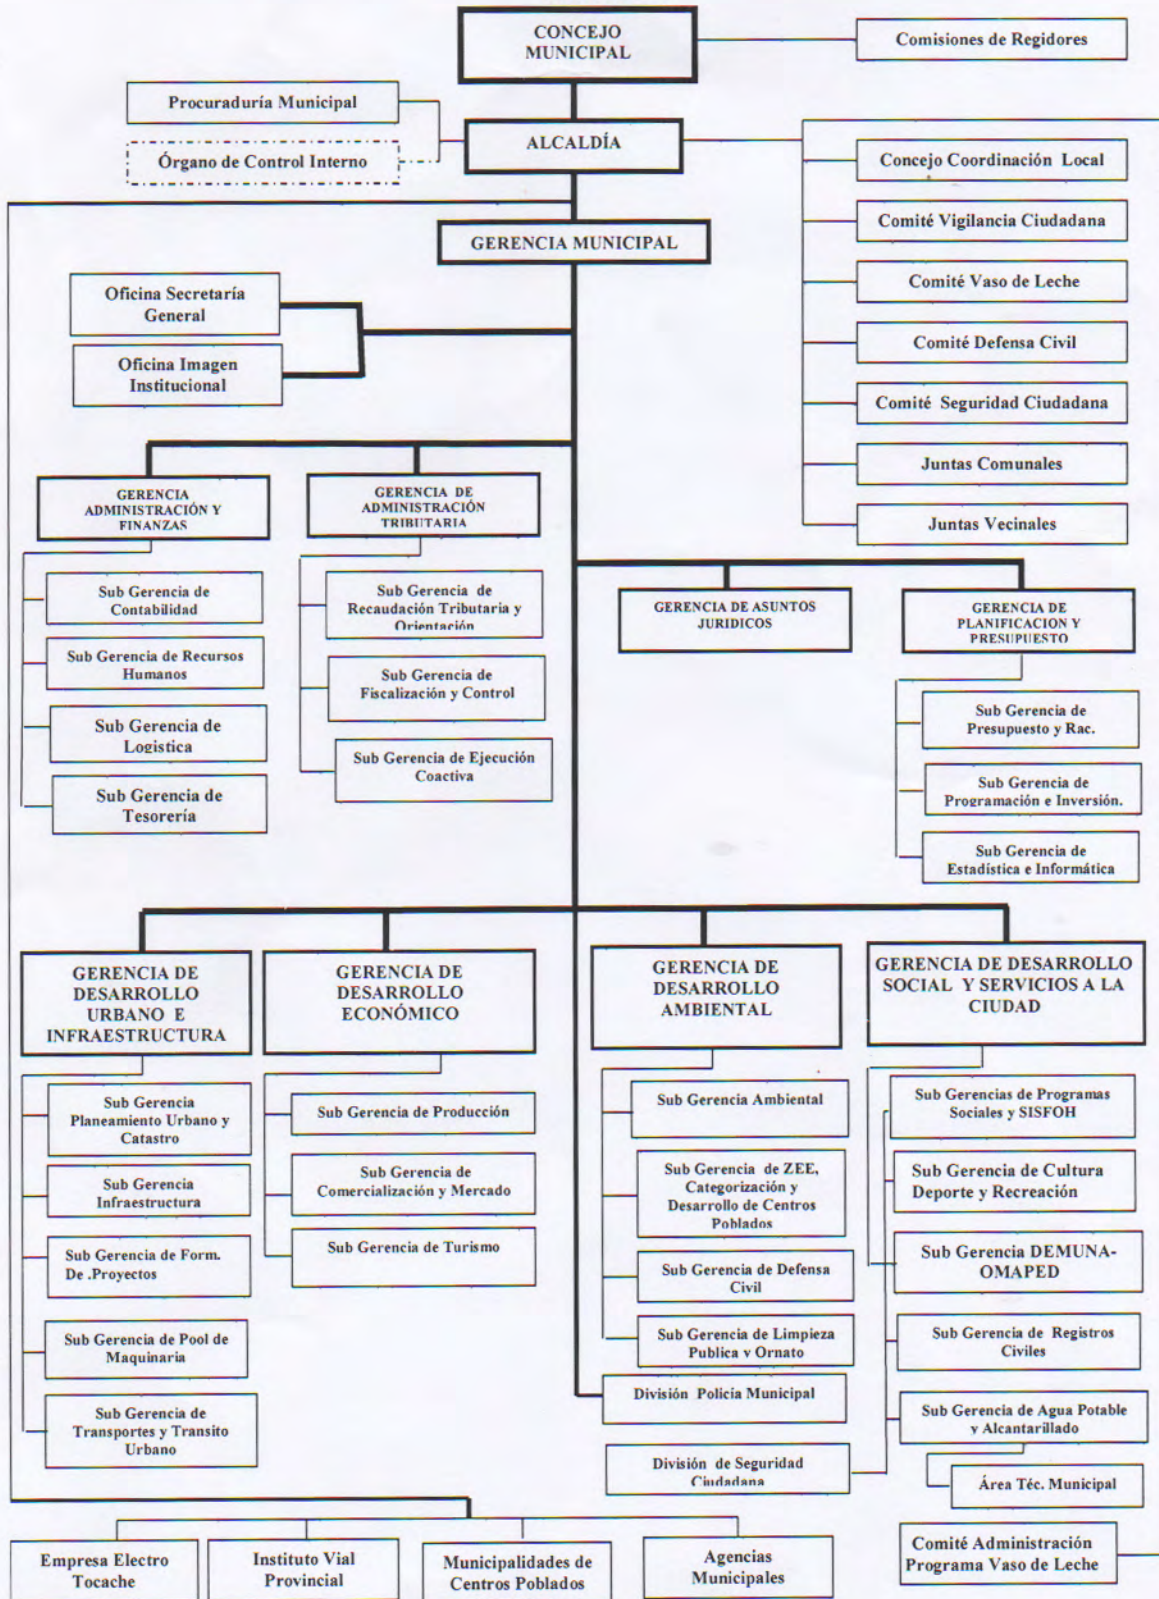 CONCEJO
MUNICIPAL
Comisiones de Regidores
Procuraduría Municipal
ALCALDÍA
Órgano de Control Interno
Concejo Coordinación Local
Comité Vigilancia Ciudadana
GERENCIA MUNICIPAL
Comité Vaso de Leche
Oficina Secretaría
General
Comité Defensa Civil
Oficina Imagen
Institucional
Comité Seguridad Ciudadana
Juntas Comunales
Juntas Vecinales
GERENCIA
ADMINISTRACIÓN Y
FINANZAS
GERENCIA DE
ADMINISTRACIÓN
TRIBUTARIA
GERENCIA DE ASUNTOS
JURIDICOS
GERENCIA DE
PLANIFICACION Y
PRESUPUESTO
Sub Gerencia de
Contabilidad
Sub Gerencia de Recursos
Humanos
Sub Gerencia de
Logistica
Sub Gerencia de
Tesorería
Sub Gerencia de
Recaudación Tributaria y
Orientación
Sub Gerencia de
Fiscalización y Control
Sub Gerencia de Ejecución
Coactiva
Sub Gerencia de
Presupuesto y Rac.
Sub Gerencia de
Programación e Inversión.
Sub Gerencia de
Estadística e Informática
GERENCIA DE
DESARROLLO
URBANO E
INFRAESTRUCTURA
GERENCIA DE
DESARROLLO
ECONÓMICO
GERENCIA DE
DESARROLLO
AMBIENTAL
GERENCIA DE DESARROLLO
SOCIAL Y SERVICIOS A LA
CIUDAD
Sub Gerencia
Planeamiento Urbano y
Catastro
Sub Gerencia
Infraestructura
Sub Gerencia de Form.
De .Proyectos
Sub Gerencia de Pool de
Maquinaria
Sub Gerencia de
Transportes y Transito
Urbano
Sub Gerencia de Producción
Sub Gerencia de
Comercialización y Mercado
Sub Gerencia de Turismo
Sub Gerencia Ambiental
Sub Gerencia de ZEE,
Categorización y
Desarrollo de Centros
Poblados
Sub Gerencia de Defensa
Civil
Sub Gerencia de Limpieza
Publica y Ornato
División Policía Municipal
División de Seguridad
Ciudadana
Sub Gerencias de Programas
Sociales y SISFOH
Sub Gerencia de Cultura
Deporte y Recreación
Sub Gerencia DEMUNA-
OMAPED
Sub Gerencia de Registros
Civiles
Sub Gerencia de Agua Potable
y Alcantarillado
Área Téc. Municipal
Empresa Electro
Tocache
Instituto Vial
Provincial
Municipalidades de
Centros Poblados
Agencias
Municipales
Comité Administración
Programa Vaso de Leche